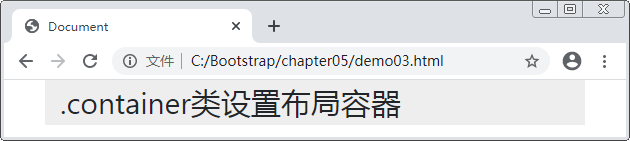 Document
文件 C:/Bootstrap/chapter05/demo03.html
.container类设置布局容器